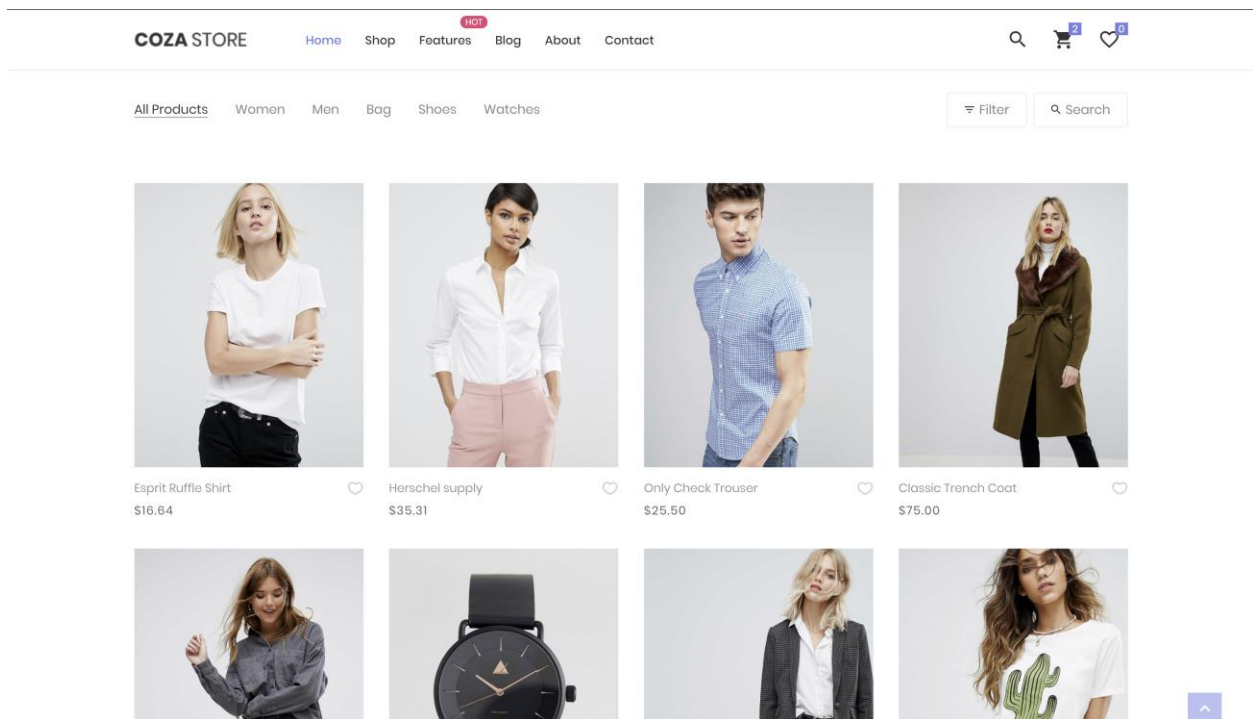 HOT
COZA STORE Home Shop Features Blog About Contact 2 0
All Products Women Men Bag Shoes Watches Filter Search
Esprit Ruffle Shirt Herschel supply Only Check Trouser Classic Trench Coat
$16.64 $35.31 $25.50 $75.00